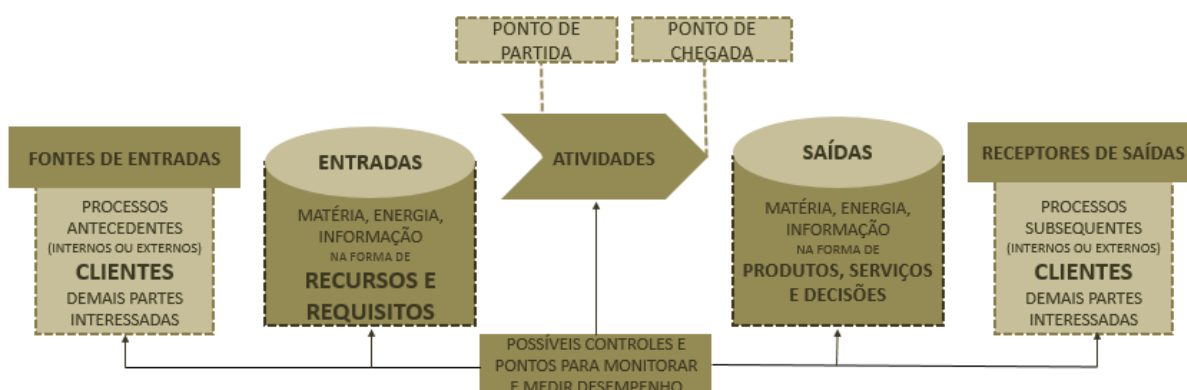 PONTO DE
PARTIDA
PONTO DE
CHEGADA
FONTES DE ENTRADAS
PROCESSOS
ANTECEDENTES
(INTERNOS OU EXTERNOS)
CLIENTES
DEMAIS PARTES
INTERESSADAS
ENTRADAS
MATÉRIA, ENERGIA,
INFORMAÇÃO
NA FORMA DE
RECURSOS E
REQUISITOS
ATIVIDADES
SAÍDAS
MATÉRIA, ENERGIA,
INFORMAÇÃO
NA FORMA DE
PRODUTOS, SERVIÇOS
E DECISÕES
RECEPTORES DE SAÍDAS
PROCESSOS
SUBSEQUENTES
(INTERNOS OU EXTERNOS)
CLIENTES
DEMAIS PARTES
INTERESSADAS
POSSÍVEIS CONTROLES E
PONTOS PARA MONITORAR
E MEDIR DESEMPENHO